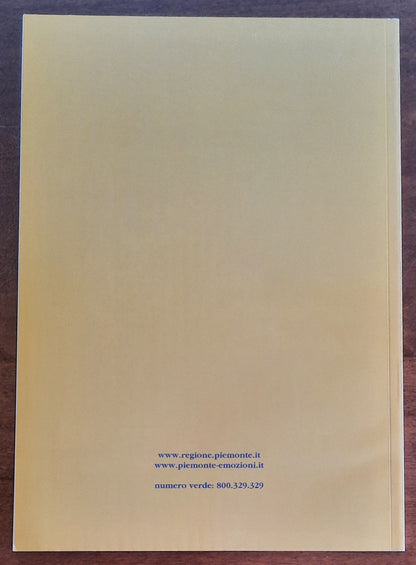 www.regione.piemonte.it
www.piemonte-emozioni.it
numero verde: 800.329.329